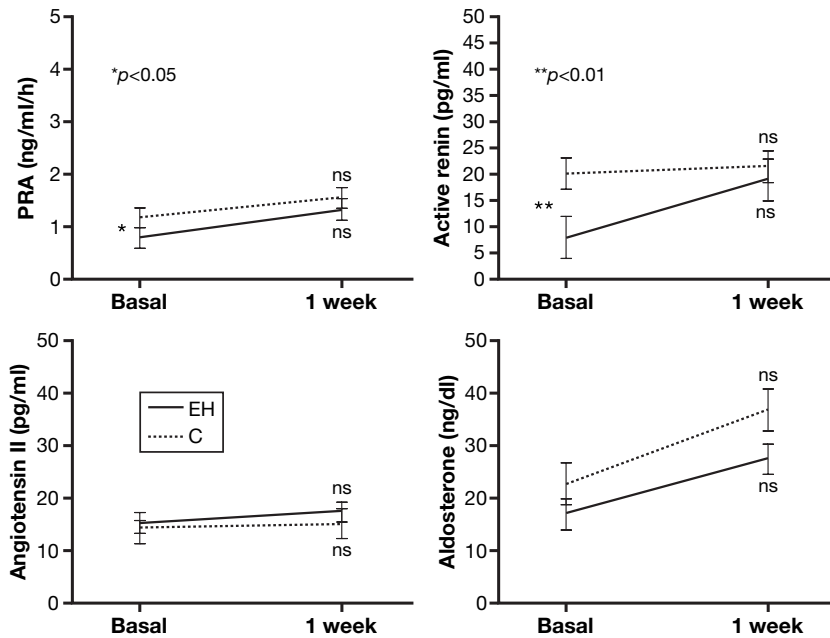 PRA (ng/ml/h)
5
4
3
2
1
0
*p<0.05
*
ns
ns
Basal
1 week
Active renin (pg/ml)
50
45
40
35
30
25
20
15
10
5
0
**p<0.01
**
ns
ns
Basal
1 week
Angiotensin II (pg/ml)
50
40
30
20
10
0
EH
C
ns
ns
Basal
1 week
Aldosterone (ng/dl)
50
40
30
20
10
0
ns
ns
Basal
1 week